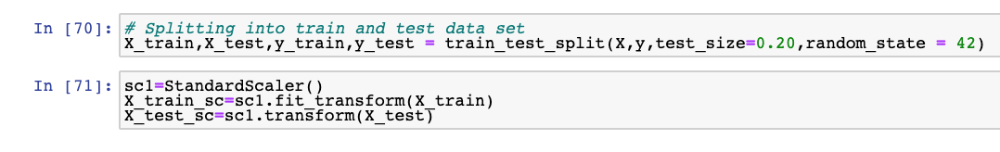 In [70]: # Splitting into train and test data set
X_train,X_test,y_train,y_test = train_test_split(X,y,test_size=0.20,random_state = 42)
In [71]: sc1=StandardScaler()
X_train_sc=sc1.fit_transform(X_train)
X_test_sc=sc1.transform(X_test)